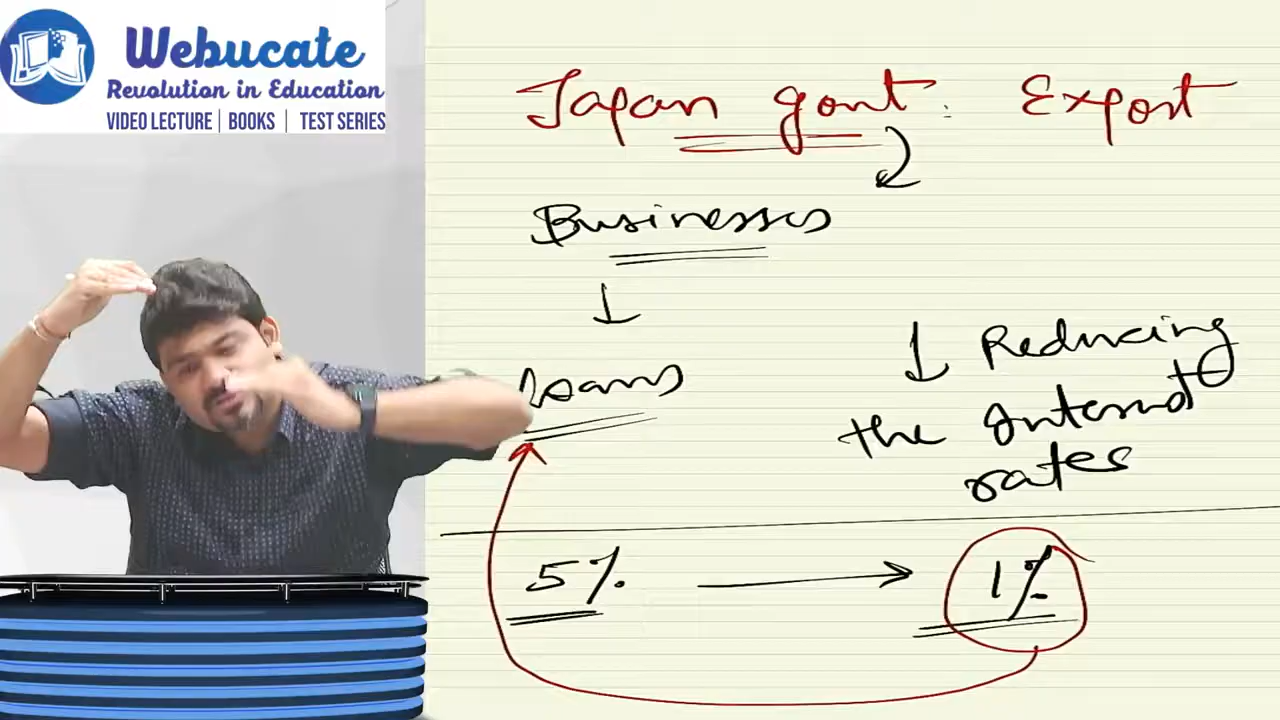 Webucate
Revolution in Education
VIDEO LECTURE | BOOKS | TEST SERIES
Japan govt. Export
Businesses
Loans
↓ Reducing
the Interest
rates
5% → 1%